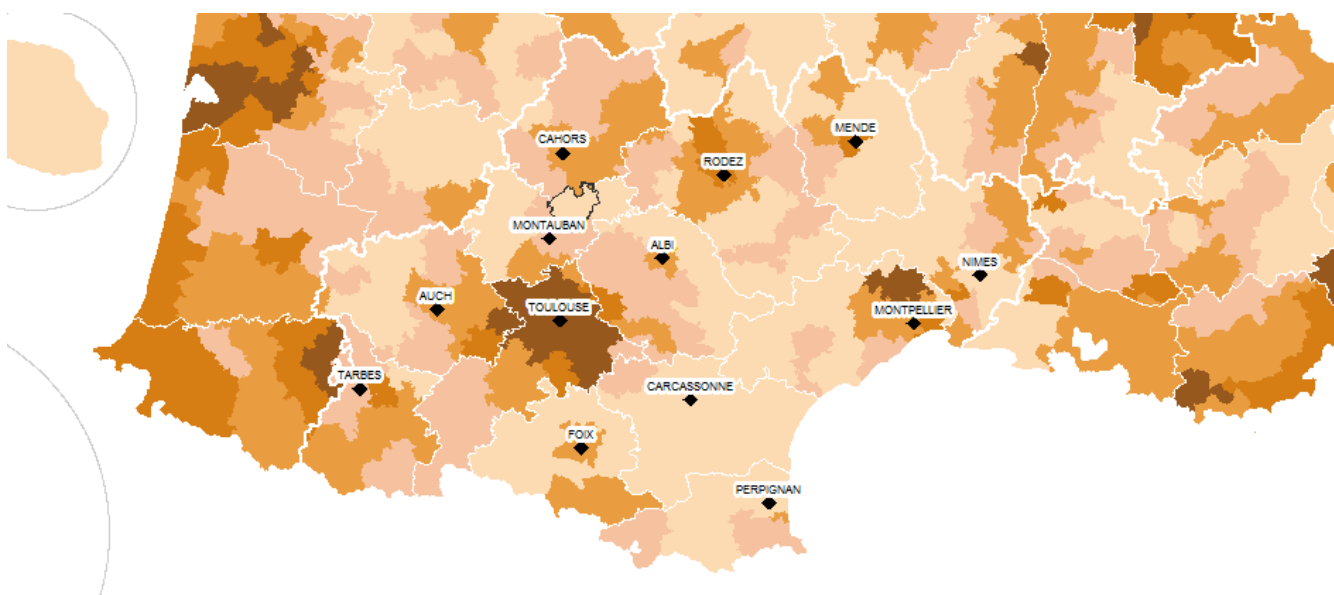 MENDE
CAHORS
RODEZ
MONTAUBAN
ALBI
NIMES
AUCH
TOULOUSE
MONTPELLIER
TARBES
CARCASSONNE
FOIX
PERPIGNAN